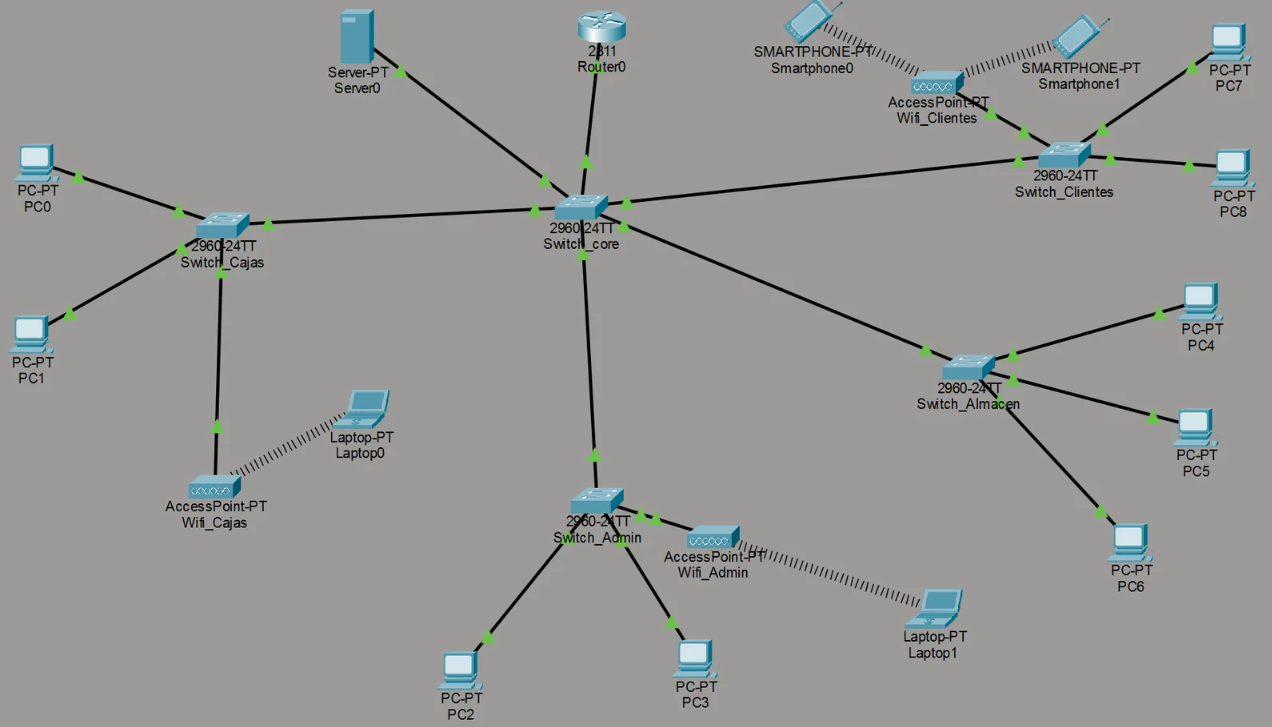 Server-PT
Server0
2811
Router0
SMARTPHONE-PT
Smartphone0
SMARTPHONE-PT
Smartphone1
PC-PT
PC7
AccessPoint-PT
Wifi_Clientes
2960-24TT
Switch_Clientes
PC-PT
PC8
PC-PT
PC0
2960-24TT
Switch_Cajas
2960-24TT
Switch_core
PC-PT
PC1
PC-PT
PC4
2960-24TT
Switch_Almacen
PC-PT
PC5
Laptop-PT
Laptop0
AccessPoint-PT
Wifi_Cajas
2960-24TT
Switch_Admin
AccessPoint-PT
Wifi_Admin
PC-PT
PC6
Laptop-PT
Laptop1
PC-PT
PC2
PC-PT
PC3